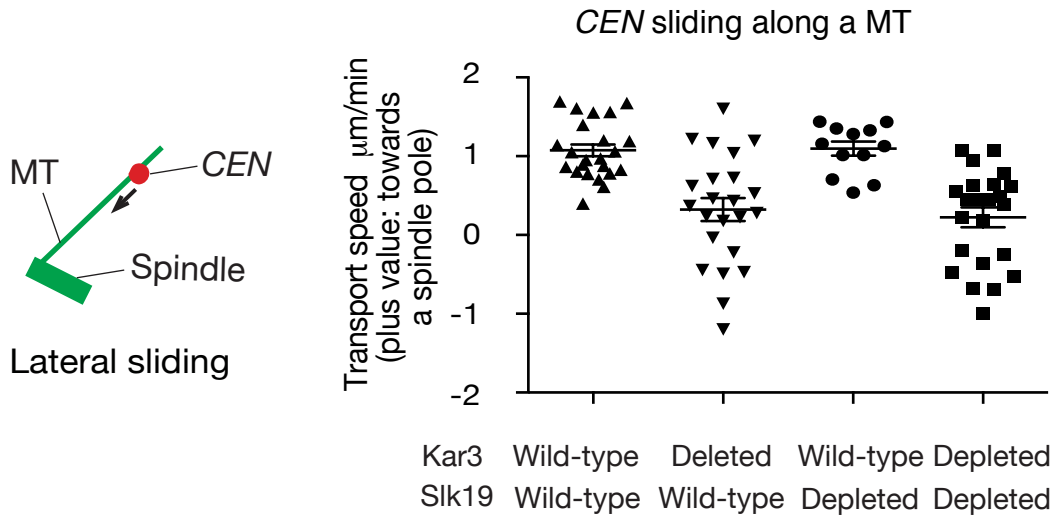 CEN sliding along a MT
MT
CEN
Spindle
Lateral sliding
Transport speed μm/min
(plus value: towards
a spindle pole)
2
1
0
-1
-2
Kar3 Wild-type Deleted Wild-type Depleted
Slk19 Wild-type Wild-type Depleted Depleted